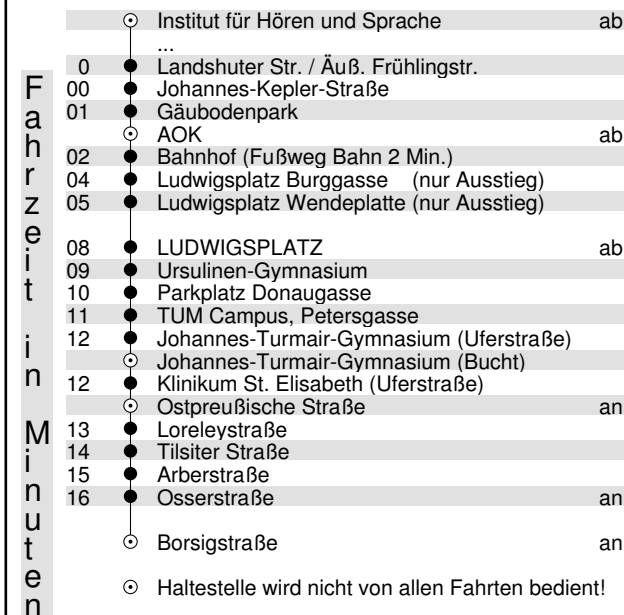 Fahrzeit in Minuten
Institut für Hören und Sprache ab
...
0 Landshuter Str. / Äuß. Frühlingstr.
00 Johannes-Kepler-Straße
01 Gäubodenpark
AOK ab
02 Bahnhof (Fußweg Bahn 2 Min.)
04 Ludwigsplatz Burggasse (nur Ausstieg)
05 Ludwigsplatz Wendeplatte (nur Ausstieg)
08 LUDWIGSPLATZ ab
09 Ursulinen-Gymnasium
10 Parkplatz Donaugasse
11 TUM Campus, Petersgasse
12 Johannes-Turmair-Gymnasium (Uferstraße)
Johannes-Turmair-Gymnasium (Bucht)
12 Klinikum St. Elisabeth (Uferstraße)
Ostpreußische Straße an
13 Loreleystraße
14 Tilsiter Straße
15 Arberstraße
16 Osserstraße an
Borsigstraße an
Haltestelle wird nicht von allen Fahrten bedient!